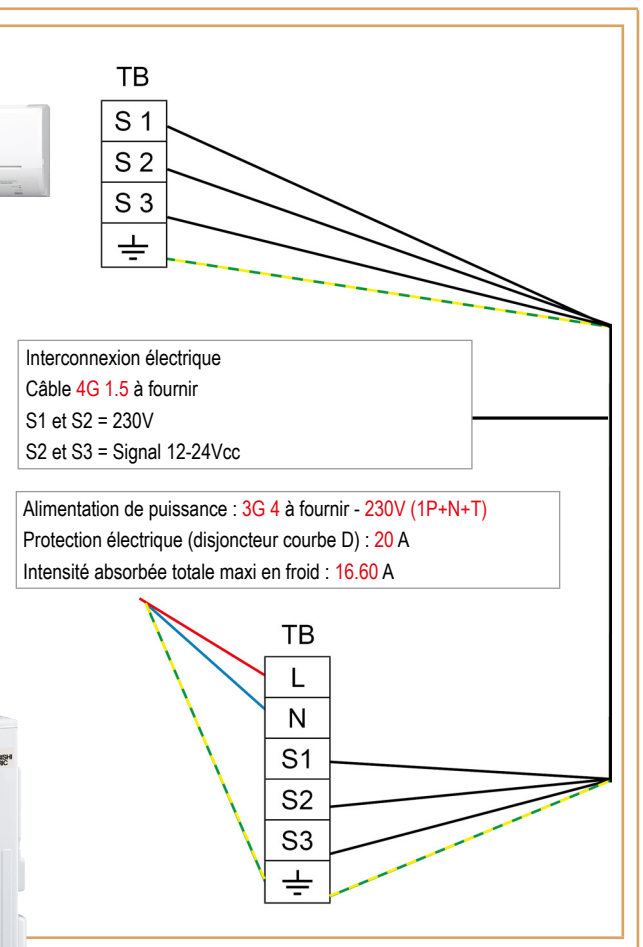 TB
S 1
S 2
S 3
Interconnexion électrique
Câble 4G 1.5 à fournir
S1 et S2 = 230V
S2 et S3 = Signal 12-24Vcc
Alimentation de puissance : 3G 4 à fournir - 230V (1P+N+T)
Protection électrique (disjoncteur courbe D) : 20 A
Intensité absorbée totale maxi en froid : 16.60 A
TB
L
N
S1
S2
S3